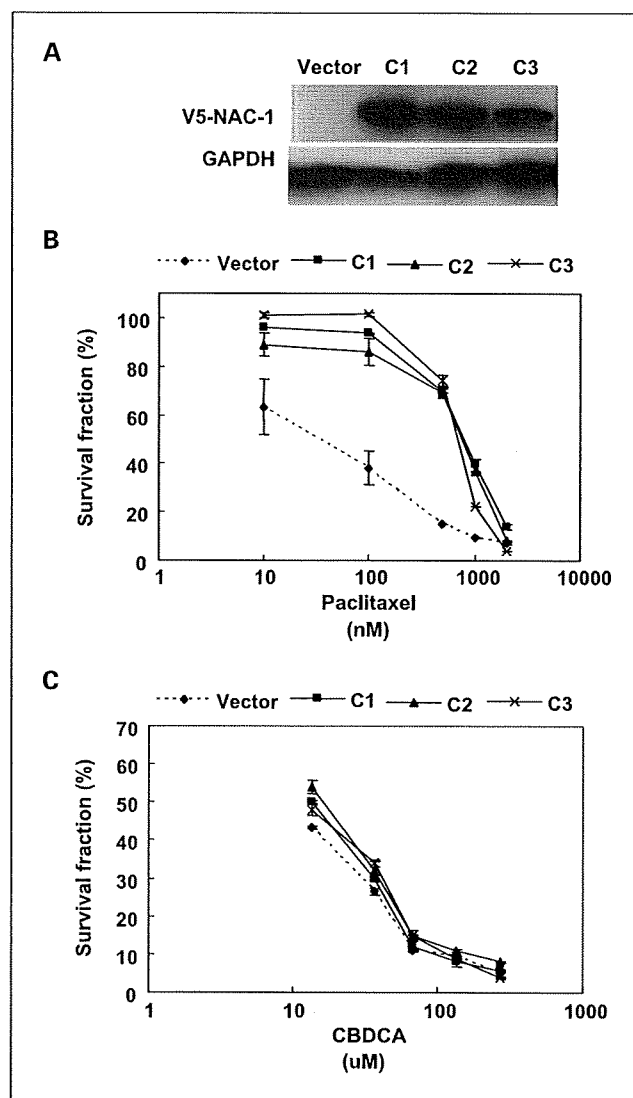 A
Vector C1 C2 C3
V5-NAC-1
GAPDH
B
Vector C1 C2 C3
Survival fraction (%)
100
80
60
40
20
0
1 10 100 1000 10000
Paclitaxel
(nM)
C
Vector C1 C2 C3
Survival fraction (%)
70
60
50
40
30
20
10
0
1 10 100 1000
CBDCA
(uM)